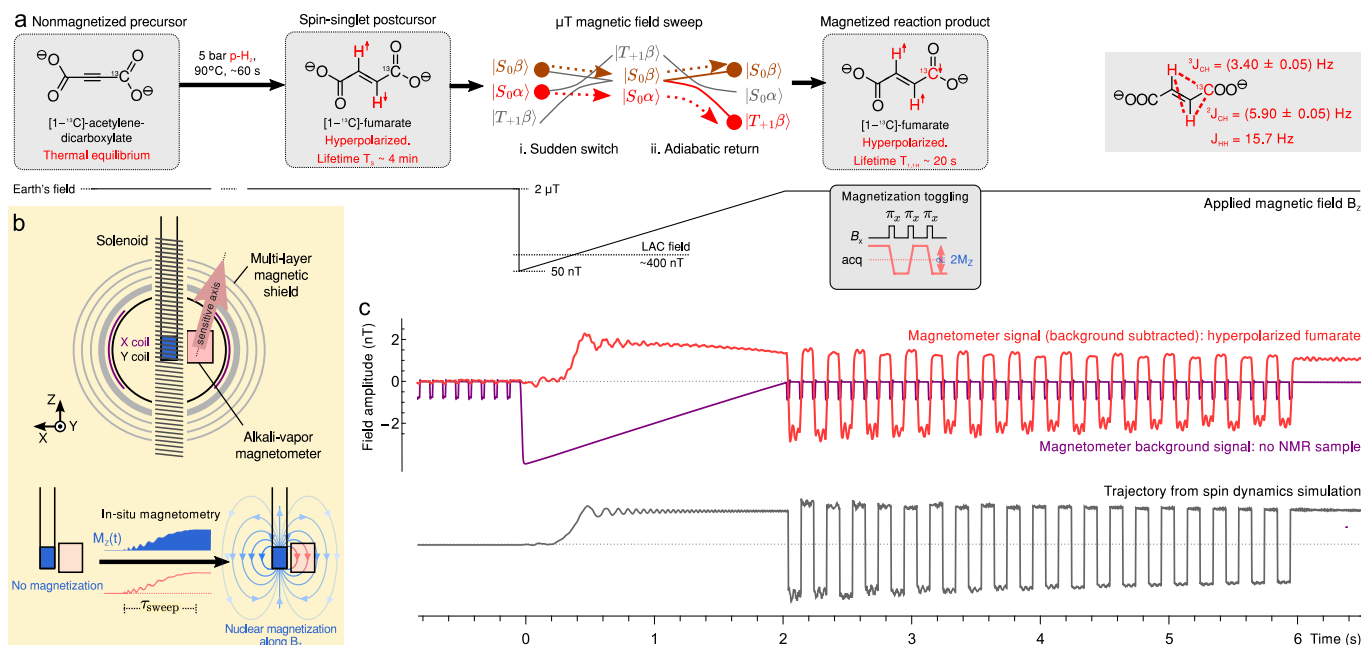 a
Nonmagnetized precursor
⊖O
O
¹³C
O
O⊖
[1–¹³C]-acetylene-
dicarboxylate
Thermal equilibrium
5 bar p-H₂,
90°C, ~60 s
Spin-singlet postcursor
H
O
¹³C
⊖O
O⊖
O
H
[1–¹³C]-fumarate
Hyperpolarized.
Lifetime Tₛ ~ 4 min
µT magnetic field sweep
|T₊₁β⟩
|S₀β⟩
|S₀β⟩
|S₀β⟩
|S₀α⟩
|S₀α⟩
|S₀α⟩
|T₊₁β⟩
|T₊₁β⟩
i. Sudden switch
ii. Adiabatic return
Magnetized reaction product
H
O
¹³C
⊖O
O⊖
O
H
[1–¹³C]-fumarate
Hyperpolarized.
Lifetime T₁,₁H ~ 20 s
³J_CH = (3.40 ± 0.05) Hz
H
¹³C
⊖OOC
OO⊖
H
²J_CH = (5.90 ± 0.05) Hz
J_HH = 15.7 Hz
Earth's field
2 µT
Applied magnetic field B_z
LAC field
~400 nT
50 nT
Magnetization toggling
π_x π_x π_x
B_x
acq
∝ 2M_Z
b
Solenoid
Multi-layer
magnetic
shield
sensitive axis
X coil
Y coil
Z
X
Y
Alkali-vapor
magnetometer
In-situ magnetometry
M_Z(t)
No magnetization
τ_sweep
Nuclear magnetization
along B_Z
c
Field amplitude (nT)
2
0
−2
Magnetometer signal (background subtracted): hyperpolarized fumarate
Magnetometer background signal: no NMR sample
Trajectory from spin dynamics simulation
0 1 2 3 4 5 6 Time (s)